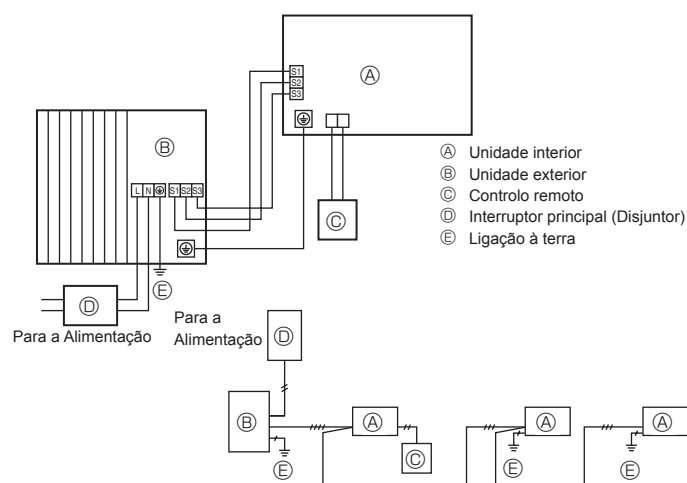 S1
S2
S3
Ⓐ
Ⓑ
L N S1 S2 S3
Ⓒ
Ⓐ Unidade interior
Ⓑ Unidade exterior
Ⓒ Controlo remoto
Ⓓ Interruptor principal (Disjuntor)
Ⓔ Ligação à terra
Ⓔ
Ⓓ
Para a Alimentação
Para a
Alimentação
Ⓓ
Ⓑ
Ⓐ
Ⓐ
Ⓐ
Ⓔ
Ⓒ
Ⓔ
Ⓔ